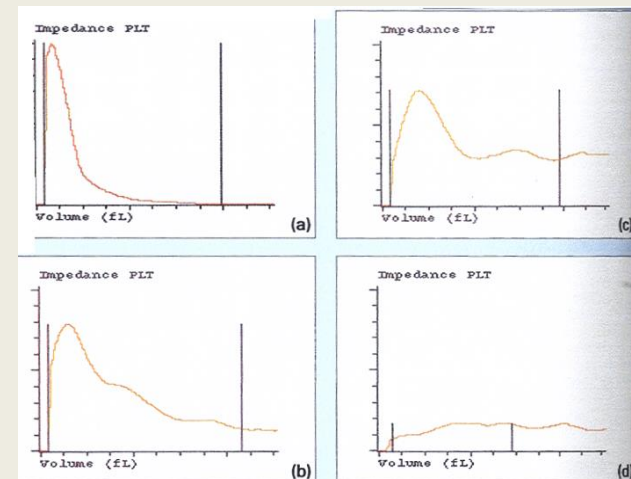 Impedance PLT
Volume (fL)
(a)
Impedance PLT
Volume (fL)
(c)
Impedance PLT
Volume (fL)
(b)
Impedance PLT
Volume (fL)
(d)